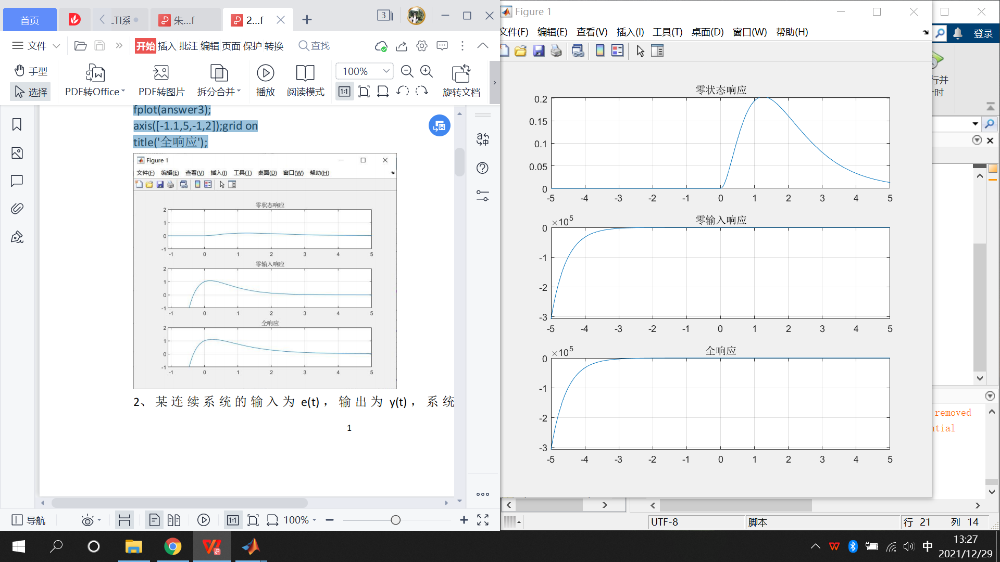 首页
LTI系
朱...f
2...f
3
文件
开始 插入 批注 编辑 页面 保护 转换
查找
手型
选择
PDF转Office
PDF转图片
拆分合并
播放
阅读模式
100%
1:1
旋转文档
fplot(answer3);
axis([-1.1,5,-1,2]);grid on
title('全响应');
Figure 1
文件(F) 编辑(E) 查看(V) 插入(I) 工具(T) 桌面(D) 窗口(W) 帮助(H)
零状态响应
2
1
0
-1
-1 0 1 2 3 4 5
零输入响应
2
1
0
-1
-1 0 1 2 3 4 5
全响应
2
1
0
-1
-1 0 1 2 3 4 5
2、某连续系统的输入为 e(t)，输出为 y(t)，系统
1
导航
1:1
100%
Figure 1
文件(F) 编辑(E) 查看(V) 插入(I) 工具(T) 桌面(D) 窗口(W) 帮助(H)
零状态响应
0.2
0.15
0.1
0.05
0
-5 -4 -3 -2 -1 0 1 2 3 4 5
零输入响应
×10⁵
0
-1
-2
-3
-5 -4 -3 -2 -1 0 1 2 3 4 5
全响应
×10⁵
0
-1
-2
-3
-5 -4 -3 -2 -1 0 1 2 3 4 5
登录
行并
时
removed
ntial
UTF-8
脚本
行 21 列 14
中
13:27
2021/12/29